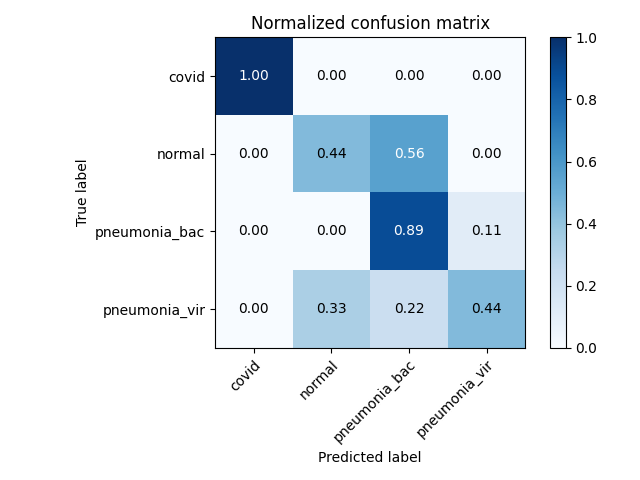 Normalized confusion matrix
True label
covid 1.00 0.00 0.00 0.00
normal 0.00 0.44 0.56 0.00
pneumonia_bac 0.00 0.00 0.89 0.11
pneumonia_vir 0.00 0.33 0.22 0.44
covid normal pneumonia_bac pneumonia_vir
Predicted label
1.0
0.8
0.6
0.4
0.2
0.0